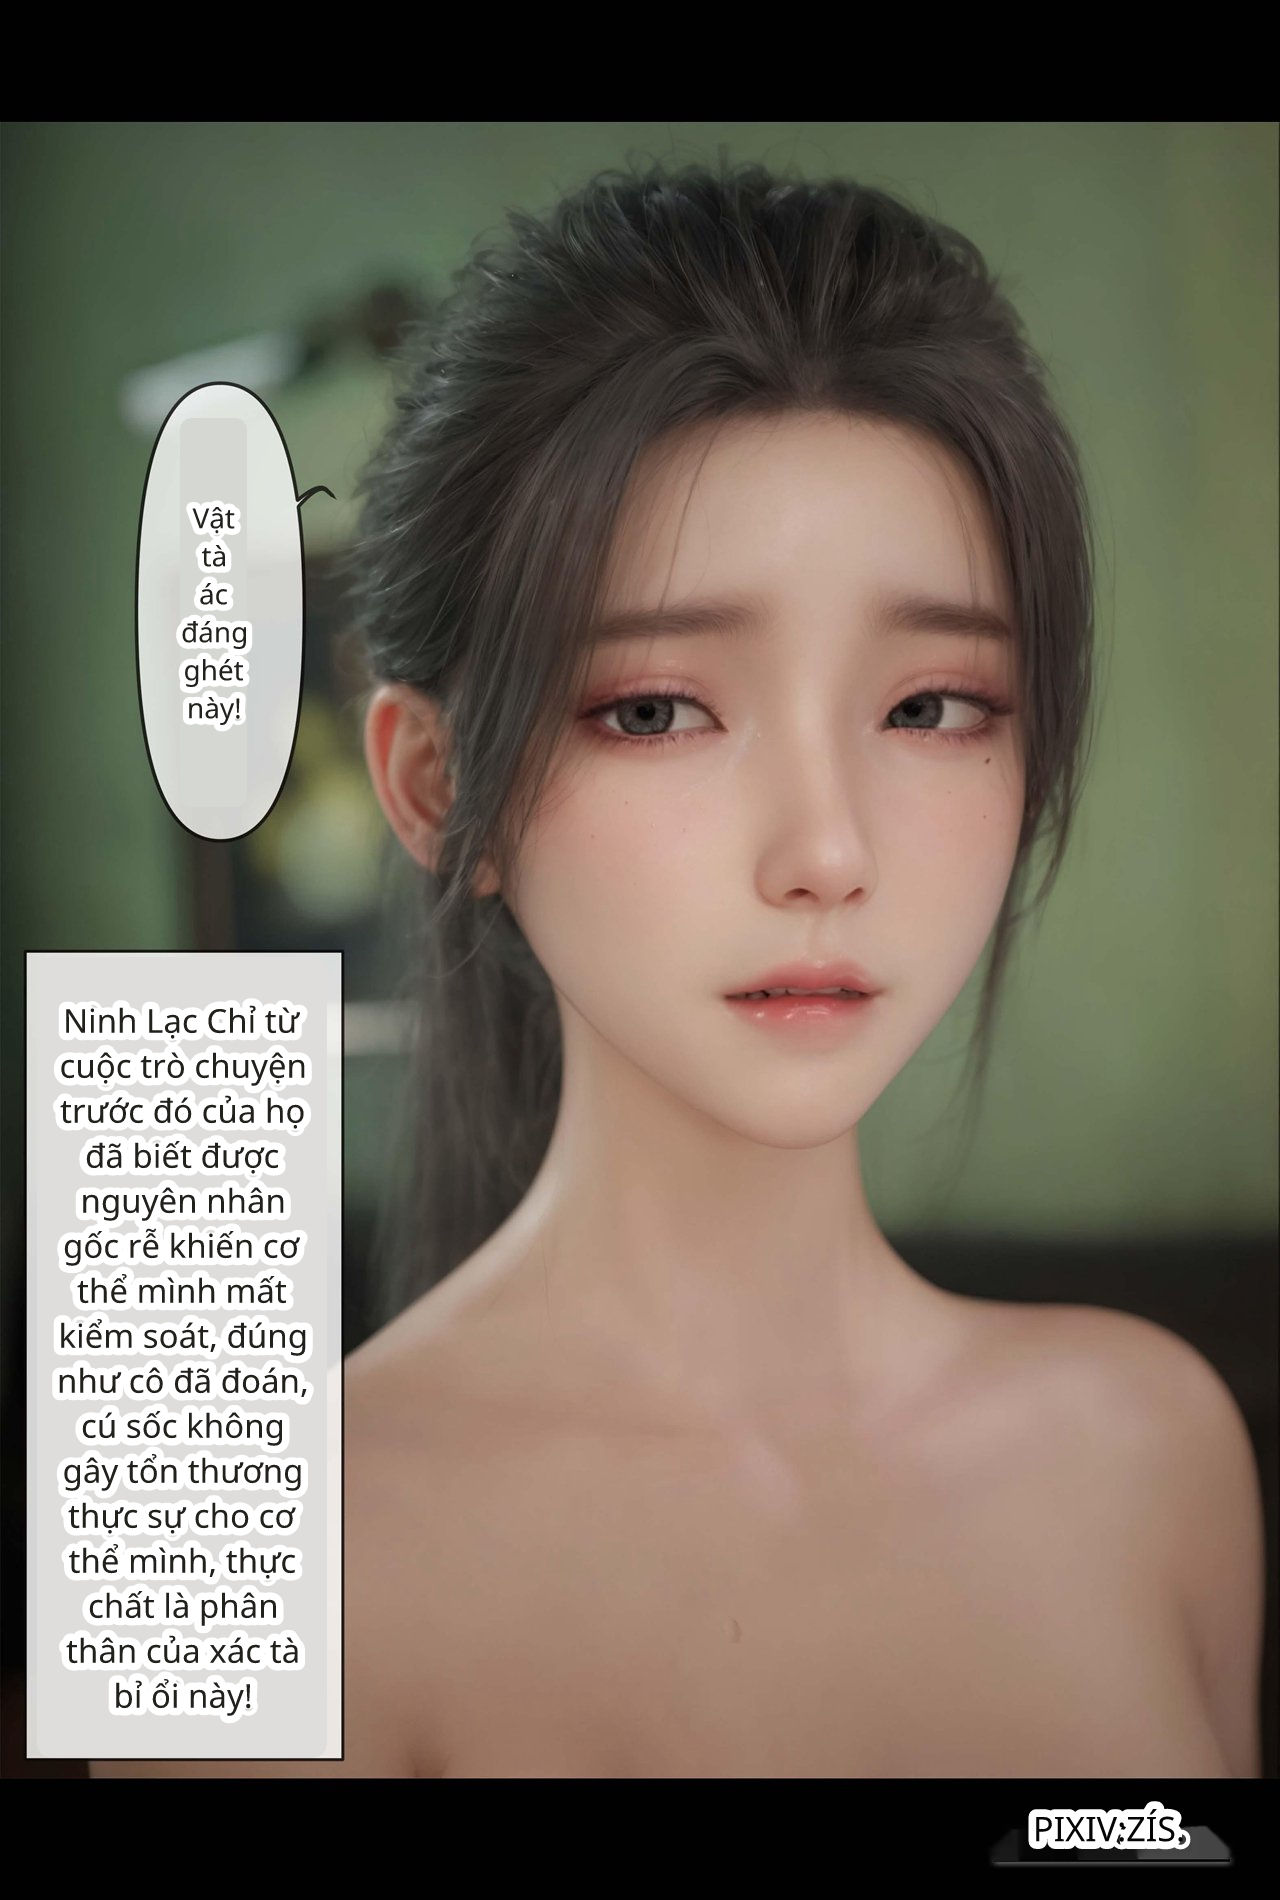 Vật
tà
ác
đáng
ghét
này!
Ninh Lạc Chỉ từ
cuộc trò chuyện
trước đó của họ
đã biết được
nguyên nhân
gốc rễ khiến cơ
thể mình mất
kiểm soát, đúng
như cô đã đoán,
cú sốc không
gây tổn thương
thực sự cho cơ
thể mình, thực
chất là phân
thân của xác tà
bỉ ổi này!
PIXIV:ZÍS.